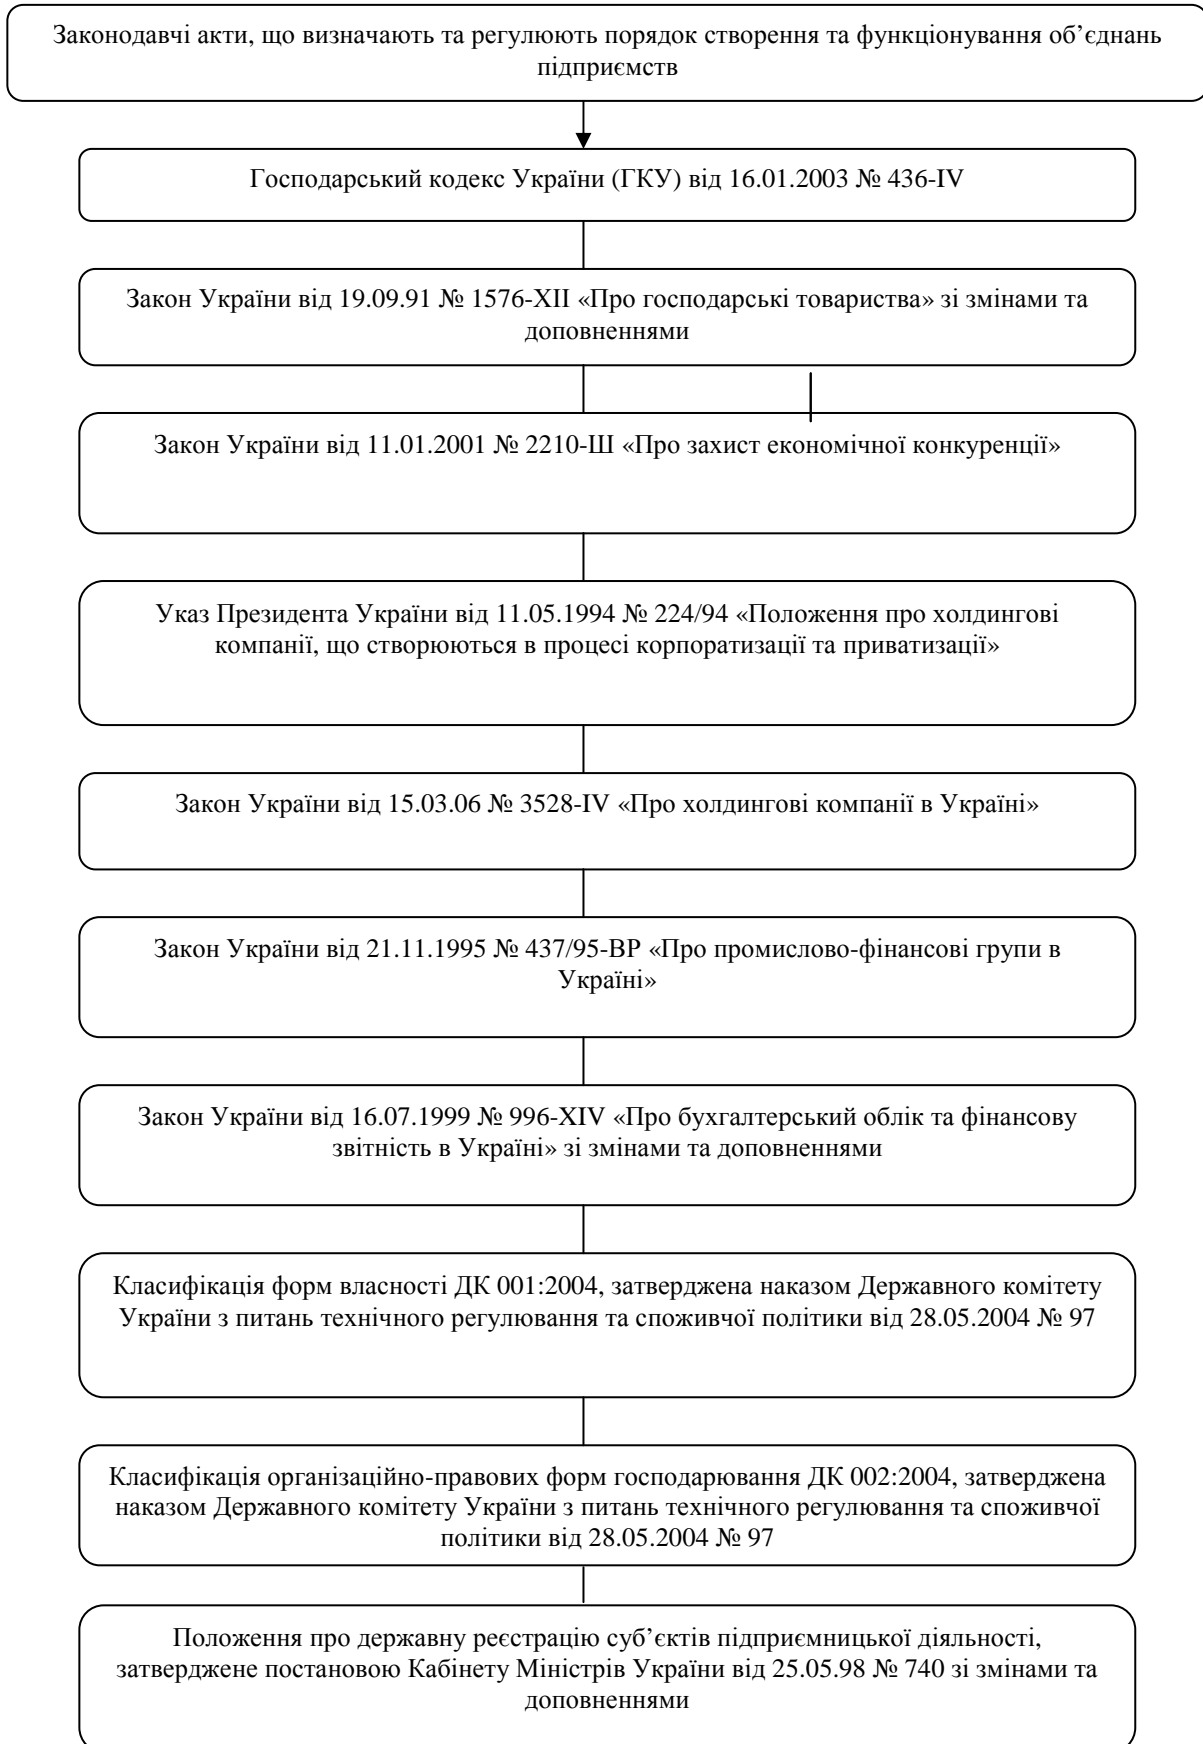 Законодавчі акти, що визначають та регулюють порядок створення та функціонування об’єднань
підприємств
Господарський кодекс України (ГКУ) від 16.01.2003 № 436-IV
Закон України від 19.09.91 № 1576-XII «Про господарські товариства» зі змінами та
доповненнями
Закон України від 11.01.2001 № 2210-Ш «Про захист економічної конкуренції»
Указ Президента України від 11.05.1994 № 224/94 «Положення про холдингові
компанії, що створюються в процесі корпоратизації та приватизації»
Закон України від 15.03.06 № 3528-IV «Про холдингові компанії в Україні»
Закон України від 21.11.1995 № 437/95-ВР «Про промислово-фінансові групи в
Україні»
Закон України від 16.07.1999 № 996-XIV «Про бухгалтерський облік та фінансову
звітність в Україні» зі змінами та доповненнями
Класифікація форм власності ДК 001:2004, затверджена наказом Державного комітету
України з питань технічного регулювання та споживчої політики від 28.05.2004 № 97
Класифікація організаційно-правових форм господарювання ДК 002:2004, затверджена
наказом Державного комітету України з питань технічного регулювання та споживчої
політики від 28.05.2004 № 97
Положення про державну реєстрацію суб’єктів підприємницької діяльності,
затверджене постановою Кабінету Міністрів України від 25.05.98 № 740 зі змінами та
доповненнями